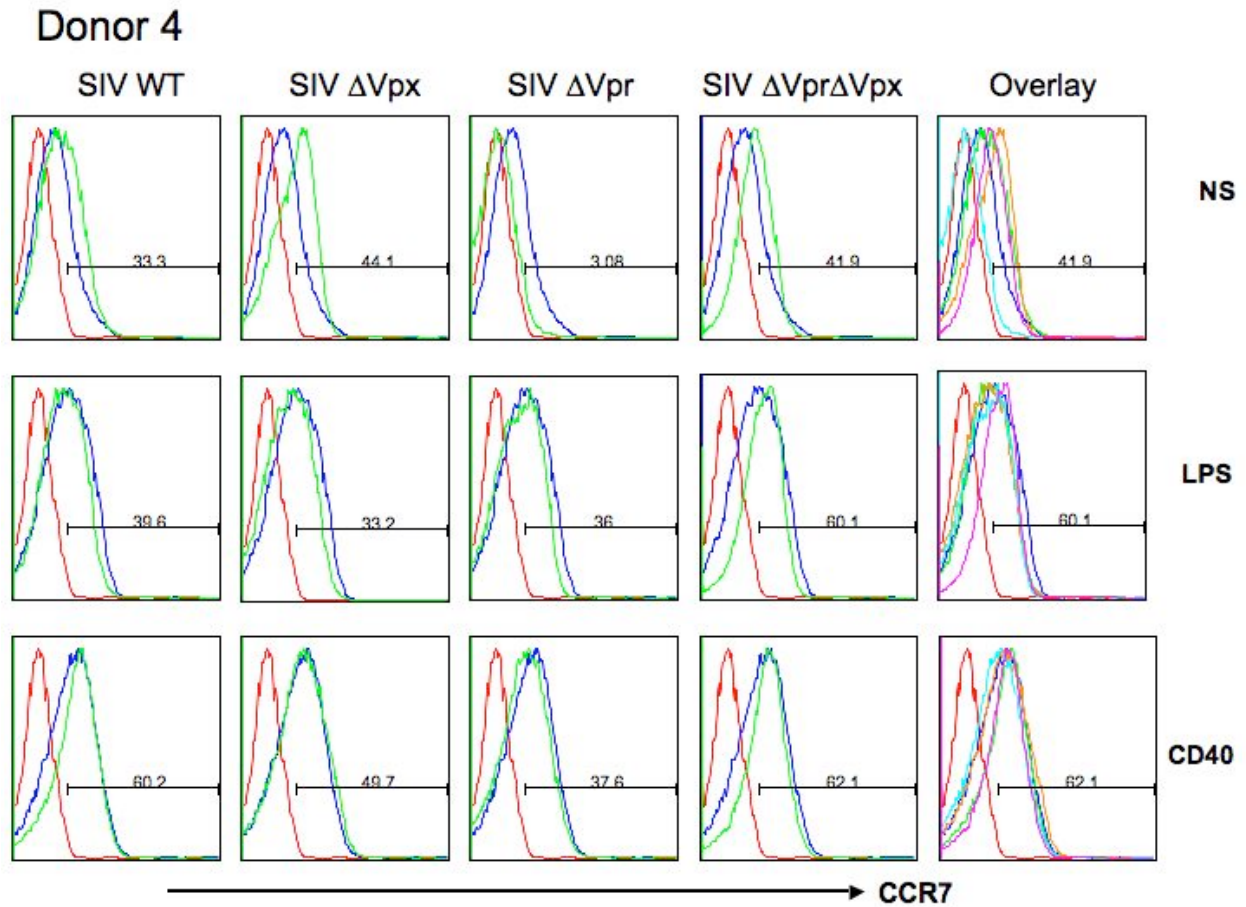 Donor 4
SIV WT SIV ΔVpx SIV ΔVpr SIV ΔVprΔVpx Overlay
33.3 44.1 3.08 41.9 41.9 NS
39.6 33.2 36 60.1 60.1 LPS
60.2 49.7 37.6 62.1 62.1 CD40
CCR7